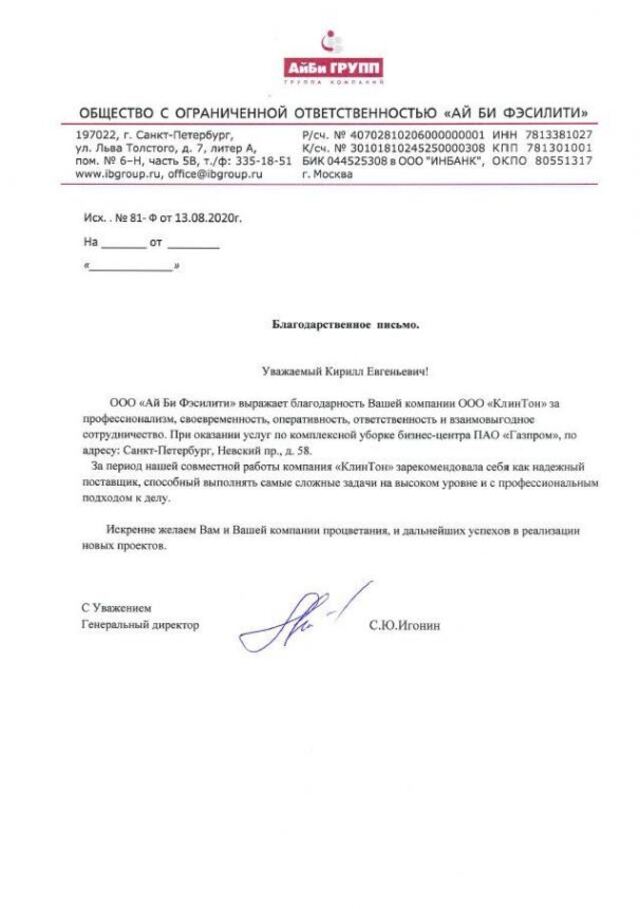 АйБи ГРУПП
ГРУППА КОМПАНИЙ
ОБЩЕСТВО С ОГРАНИЧЕННОЙ ОТВЕТСТВЕННОСТЬЮ «АЙ БИ ФЭСИЛИТИ»
197022, г. Санкт-Петербург,
ул. Льва Толстого, д. 7, литер А,
пом. № 6-Н, часть 5В, т./ф: 335-18-51
www.ibgroup.ru, office@ibgroup.ru
Р/сч. № 40702810206000000001 ИНН 7813381027
К/сч. № 30101810245250000308 КПП 781301001
БИК 044525308 в ООО "ИНБАНК", ОКПО 80551317
г. Москва
Исх. . № 81- Ф от 13.08.2020г.
На _______ от ________
«_____________»
Благодарственное письмо.
Уважаемый Кирилл Евгеньевич!
ООО «Ай Би Фэсилити» выражает благодарность Вашей компании ООО «КлинТон» за
профессионализм, своевременность, оперативность, ответственность и взаимовыгодное
сотрудничество. При оказании услуг по комплексной уборке бизнес-центра ПАО «Газпром», по
адресу: Санкт-Петербург, Невский пр., д. 58.
За период нашей совместной работы компания «КлинТон» зарекомендовала себя как надежный
поставщик, способный выполнять самые сложные задачи на высоком уровне и с профессиональным
подходом к делу.
Искренне желаем Вам и Вашей компании процветания, и дальнейших успехов в реализации
новых проектов.
С Уважением
Генеральный директор
С.Ю.Игонин